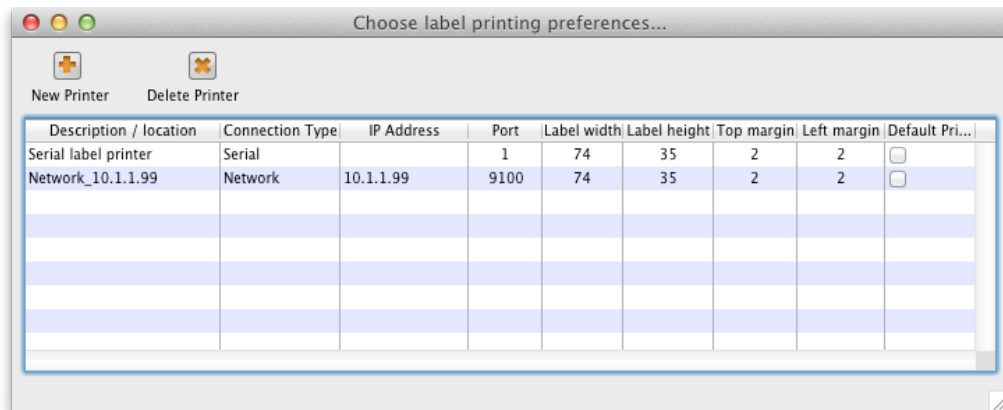 Choose label printing preferences...
New Printer Delete Printer
Description / location Connection Type IP Address Port Label width Label height Top margin Left margin Default Pri...
Serial label printer Serial 1 74 35 2 2
Network_10.1.1.99 Network 10.1.1.99 9100 74 35 2 2